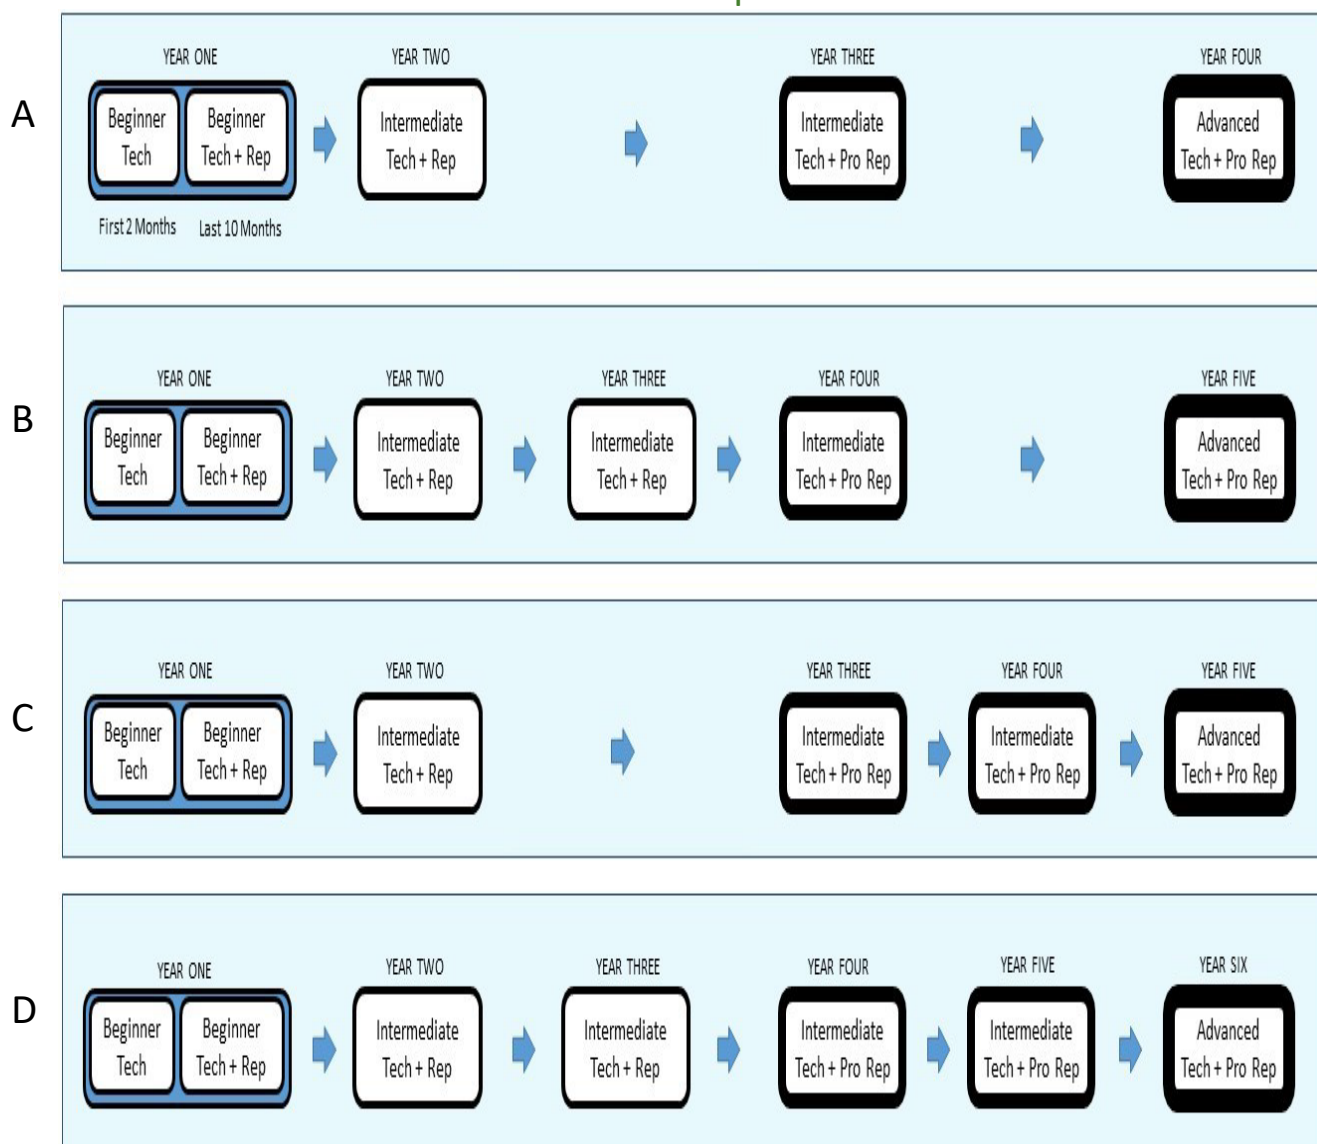 YEAR ONE YEAR TWO YEAR THREE YEAR FOUR
A
Beginner Beginner Intermediate Intermediate Advanced
Tech Tech + Rep Tech + Rep Tech + Pro Rep Tech + Pro Rep
First 2 Months Last 10 Months
YEAR ONE YEAR TWO YEAR THREE YEAR FOUR YEAR FIVE
B
Beginner Beginner Intermediate Intermediate Intermediate Advanced
Tech Tech + Rep Tech + Rep Tech + Rep Tech + Pro Rep Tech + Pro Rep
YEAR ONE YEAR TWO YEAR THREE YEAR FOUR YEAR FIVE
C
Beginner Beginner Intermediate Intermediate Intermediate Advanced
Tech Tech + Rep Tech + Rep Tech + Pro Rep Tech + Pro Rep Tech + Pro Rep
YEAR ONE YEAR TWO YEAR THREE YEAR FOUR YEAR FIVE YEAR SIX
D
Beginner Beginner Intermediate Intermediate Intermediate Intermediate Advanced
Tech Tech + Rep Tech + Rep Tech + Rep Tech + Pro Rep Tech + Pro Rep Tech + Pro Rep